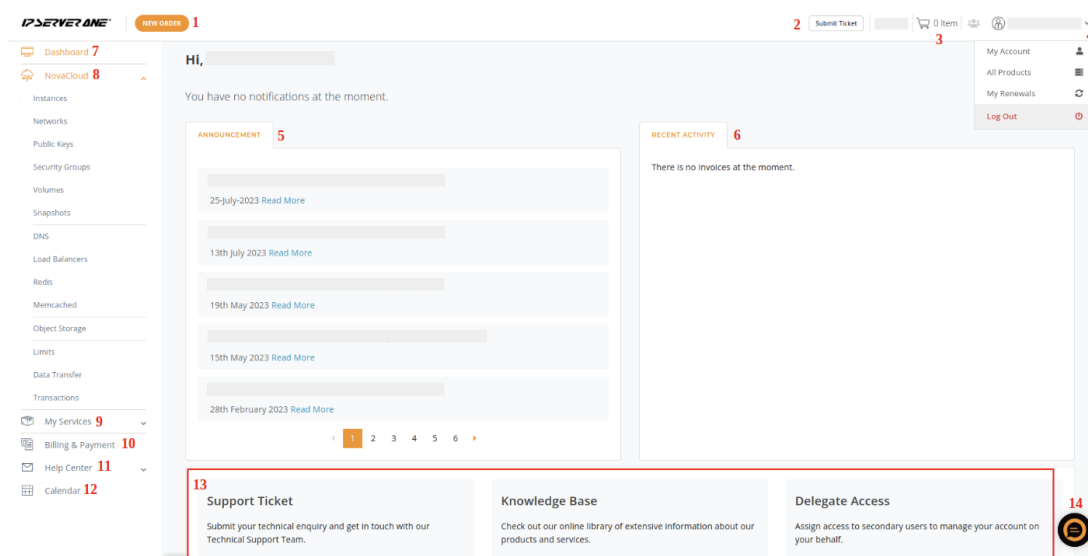 IP SERVER ONE
NEW ORDER 1
2 Submit Ticket
0 Item
3
7 Dashboard
NovaCloud 8
Instances
Networks
Public Keys
Security Groups
Volumes
Snapshots
DNS
Load Balancers
Redis
Memcached
Object Storage
Limits
Data Transfer
Transactions
My Services 9
Billing & Payment 10
Help Center 11
Calendar 12
Hi,
You have no notifications at the moment.
My Account
All Products
My Renewals
Log Out
ANNOUNCEMENT 5
25-July-2023 Read More
13th July 2023 Read More
19th May 2023 Read More
15th May 2023 Read More
28th February 2023 Read More
1 2 3 4 5 6
RECENT ACTIVITY 6
There is no invoices at the moment.
13
Support Ticket
Submit your technical enquiry and get in touch with our
Technical Support Team.
Knowledge Base
Check out our online library of extensive information about our
products and services.
Delegate Access
Assign access to secondary users to manage your account on
your behalf.
14